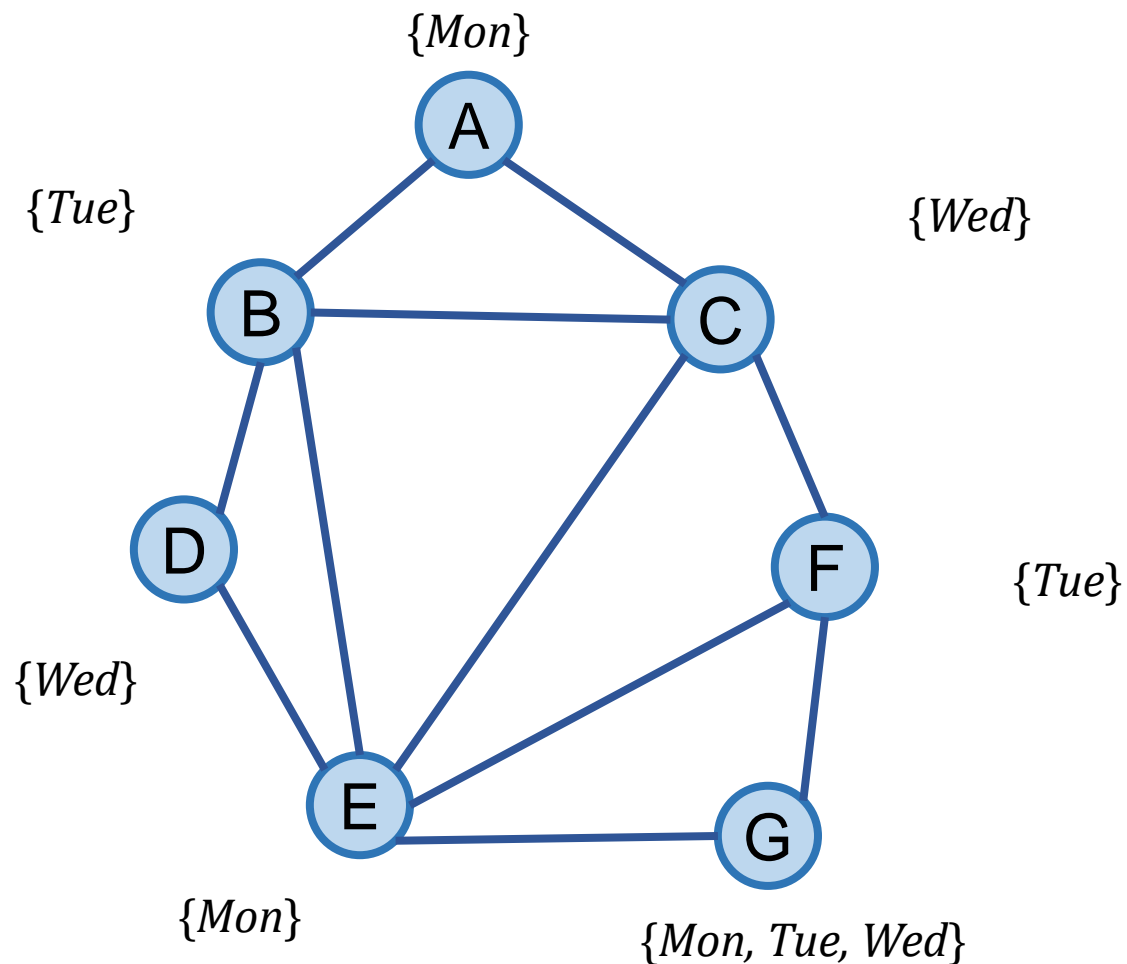 {Mon}
A
{Tue}
{Wed}
B
C
D
F
{Tue}
{Wed}
E
G
{Mon}
{Mon, Tue, Wed}